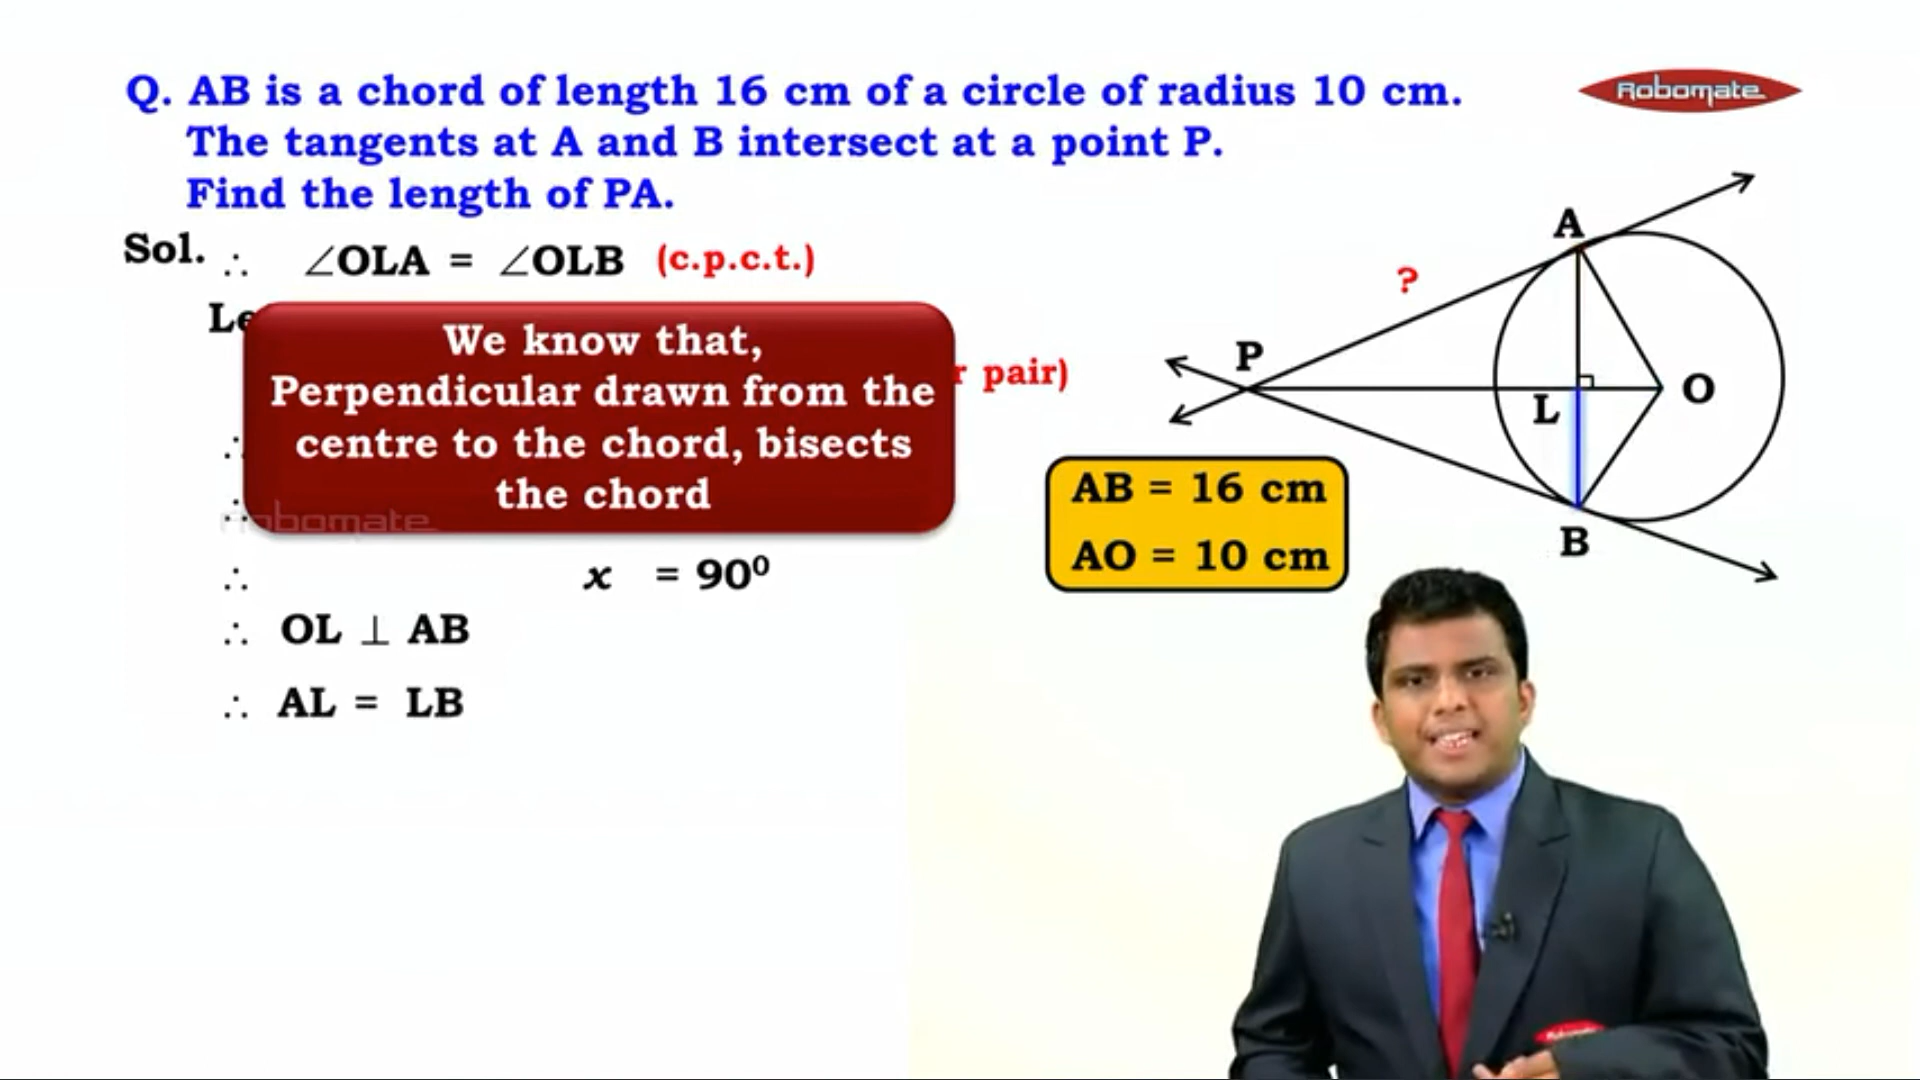 Q. AB is a chord of length 16 cm of a circle of radius 10 cm.
The tangents at A and B intersect at a point P.
Find the length of PA.
Robomate
Sol. ∴ ∠OLA = ∠OLB (c.p.c.t.)
We know that,
Perpendicular drawn from the
centre to the chord, bisects
the chord
pair)
Robomate
∴ x = 90⁰
∴ OL ⊥ AB
∴ AL = LB
A
?
P
L
O
B
AB = 16 cm
AO = 10 cm